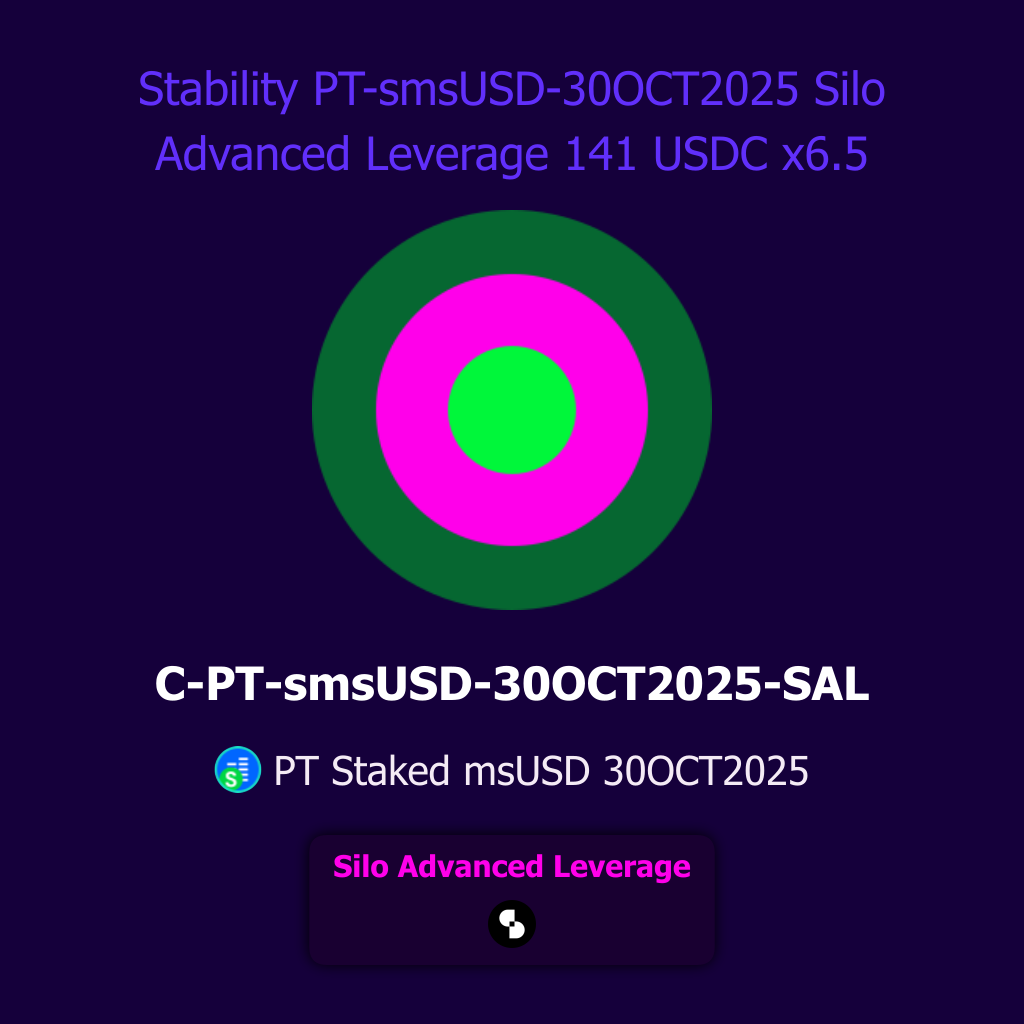 Stability PT-smsUSD-30OCT2025 Silo
Advanced Leverage 141 USDC x6.5
C-PT-smsUSD-30OCT2025-SAL
S
PT Staked msUSD 30OCT2025
Silo Advanced Leverage